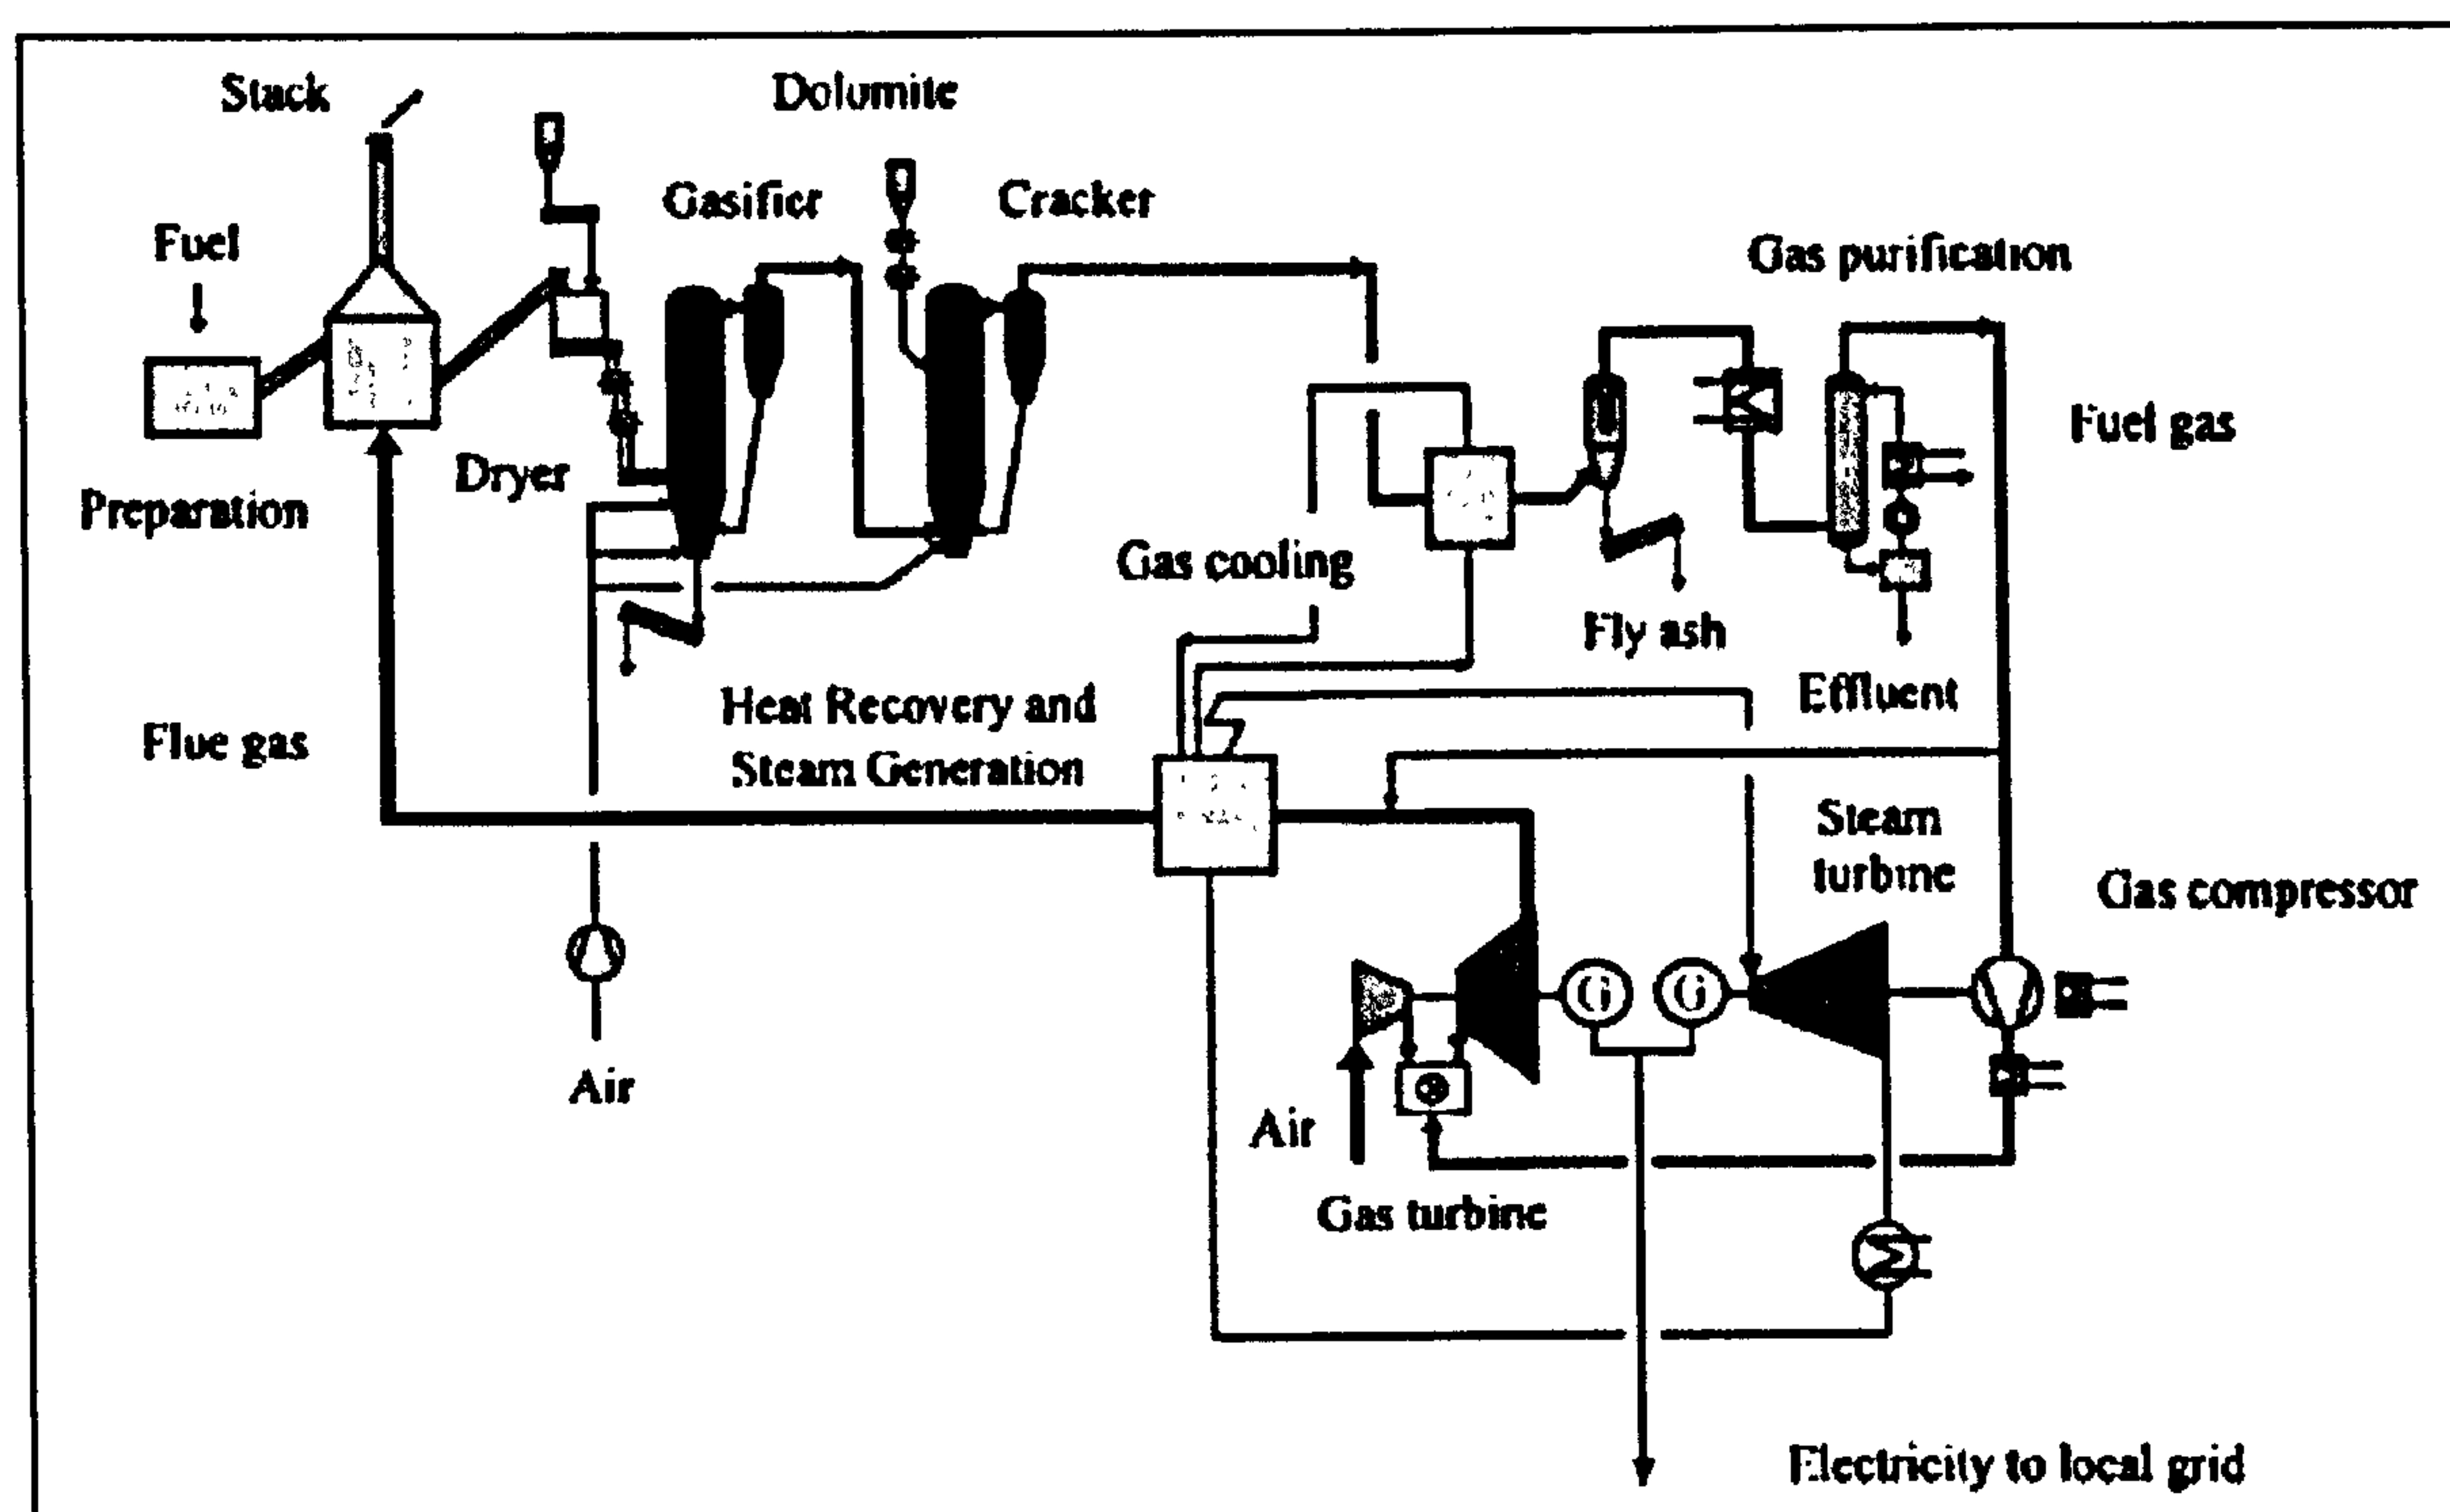 Stack
Dolumite
Gasifier
Cracker
Fuel
Gas purification
Fuel gas
Dryer
Preparation
Gas cooling
Fly ash
Effluent
Heat Recovery and
Steam Generation
Flue gas
Steam
turbine
Gas compressor
G
G
Air
Air
Gas turbine
Electricity to local grid